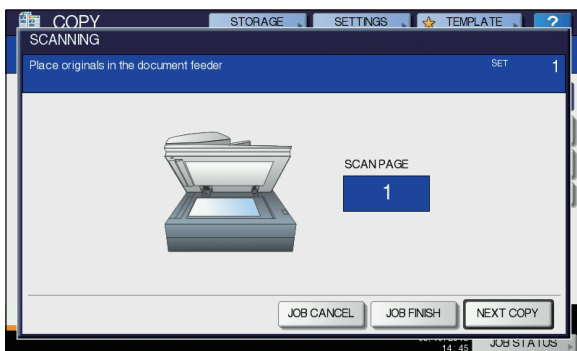 COPY
STORAGE
SETTINGS
TEMPLATE
?
SCANNING
Place originals in the document feeder
SET
1
SCAN PAGE
1
JOB CANCEL
JOB FINISH
NEXT COPY
14:45
JOB STATUS